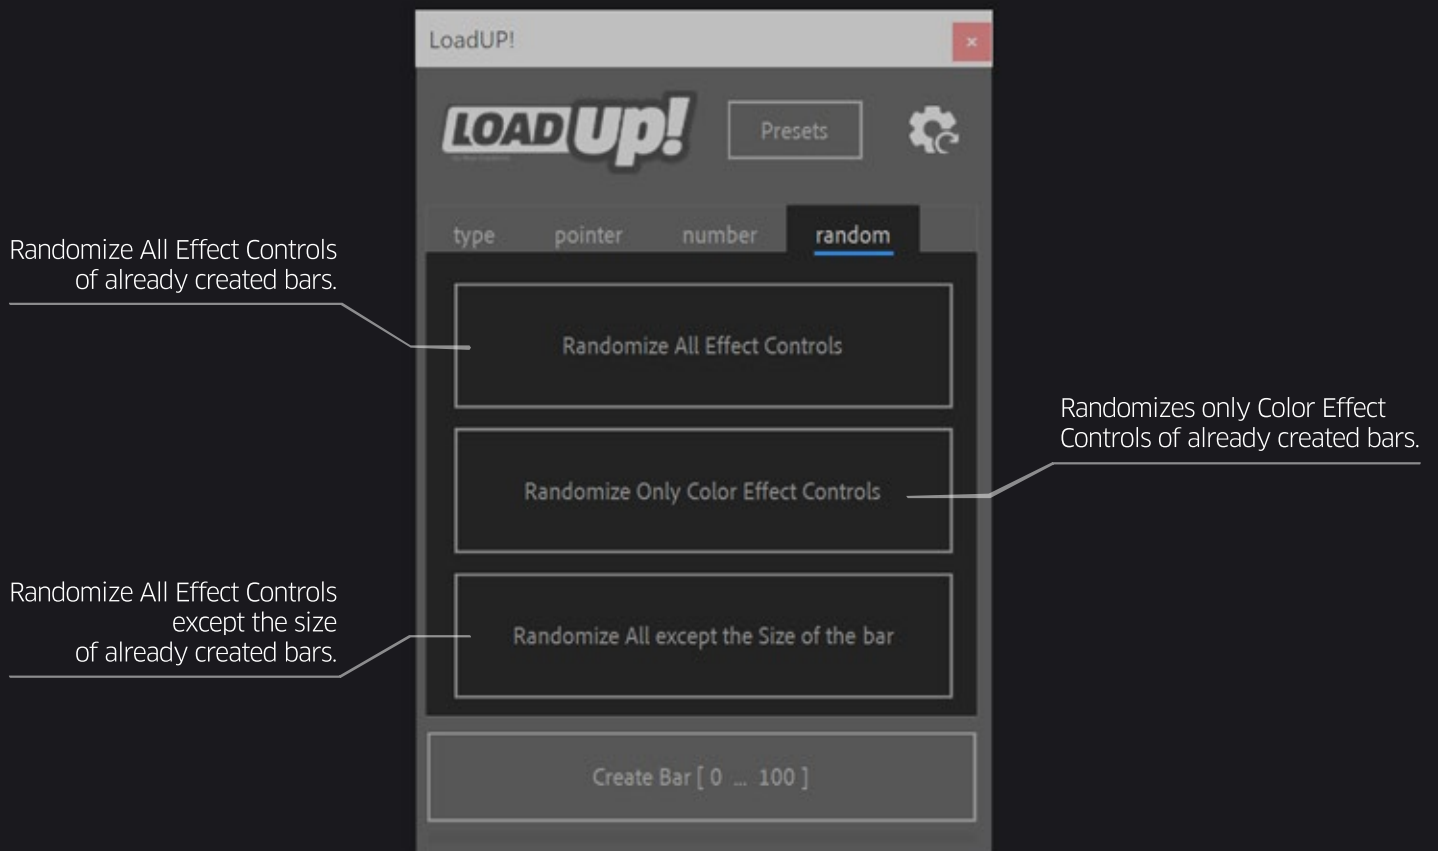 LoadUP!
×
LOAD Up!
Presets
type pointer number random
Randomize All Effect Controls
of already created bars.
Randomize All Effect Controls
Randomizes only Color Effect
Controls of already created bars.
Randomize Only Color Effect Controls
Randomize All Effect Controls
except the size
of already created bars.
Randomize All except the Size of the bar
Create Bar [ 0 ... 100 ]